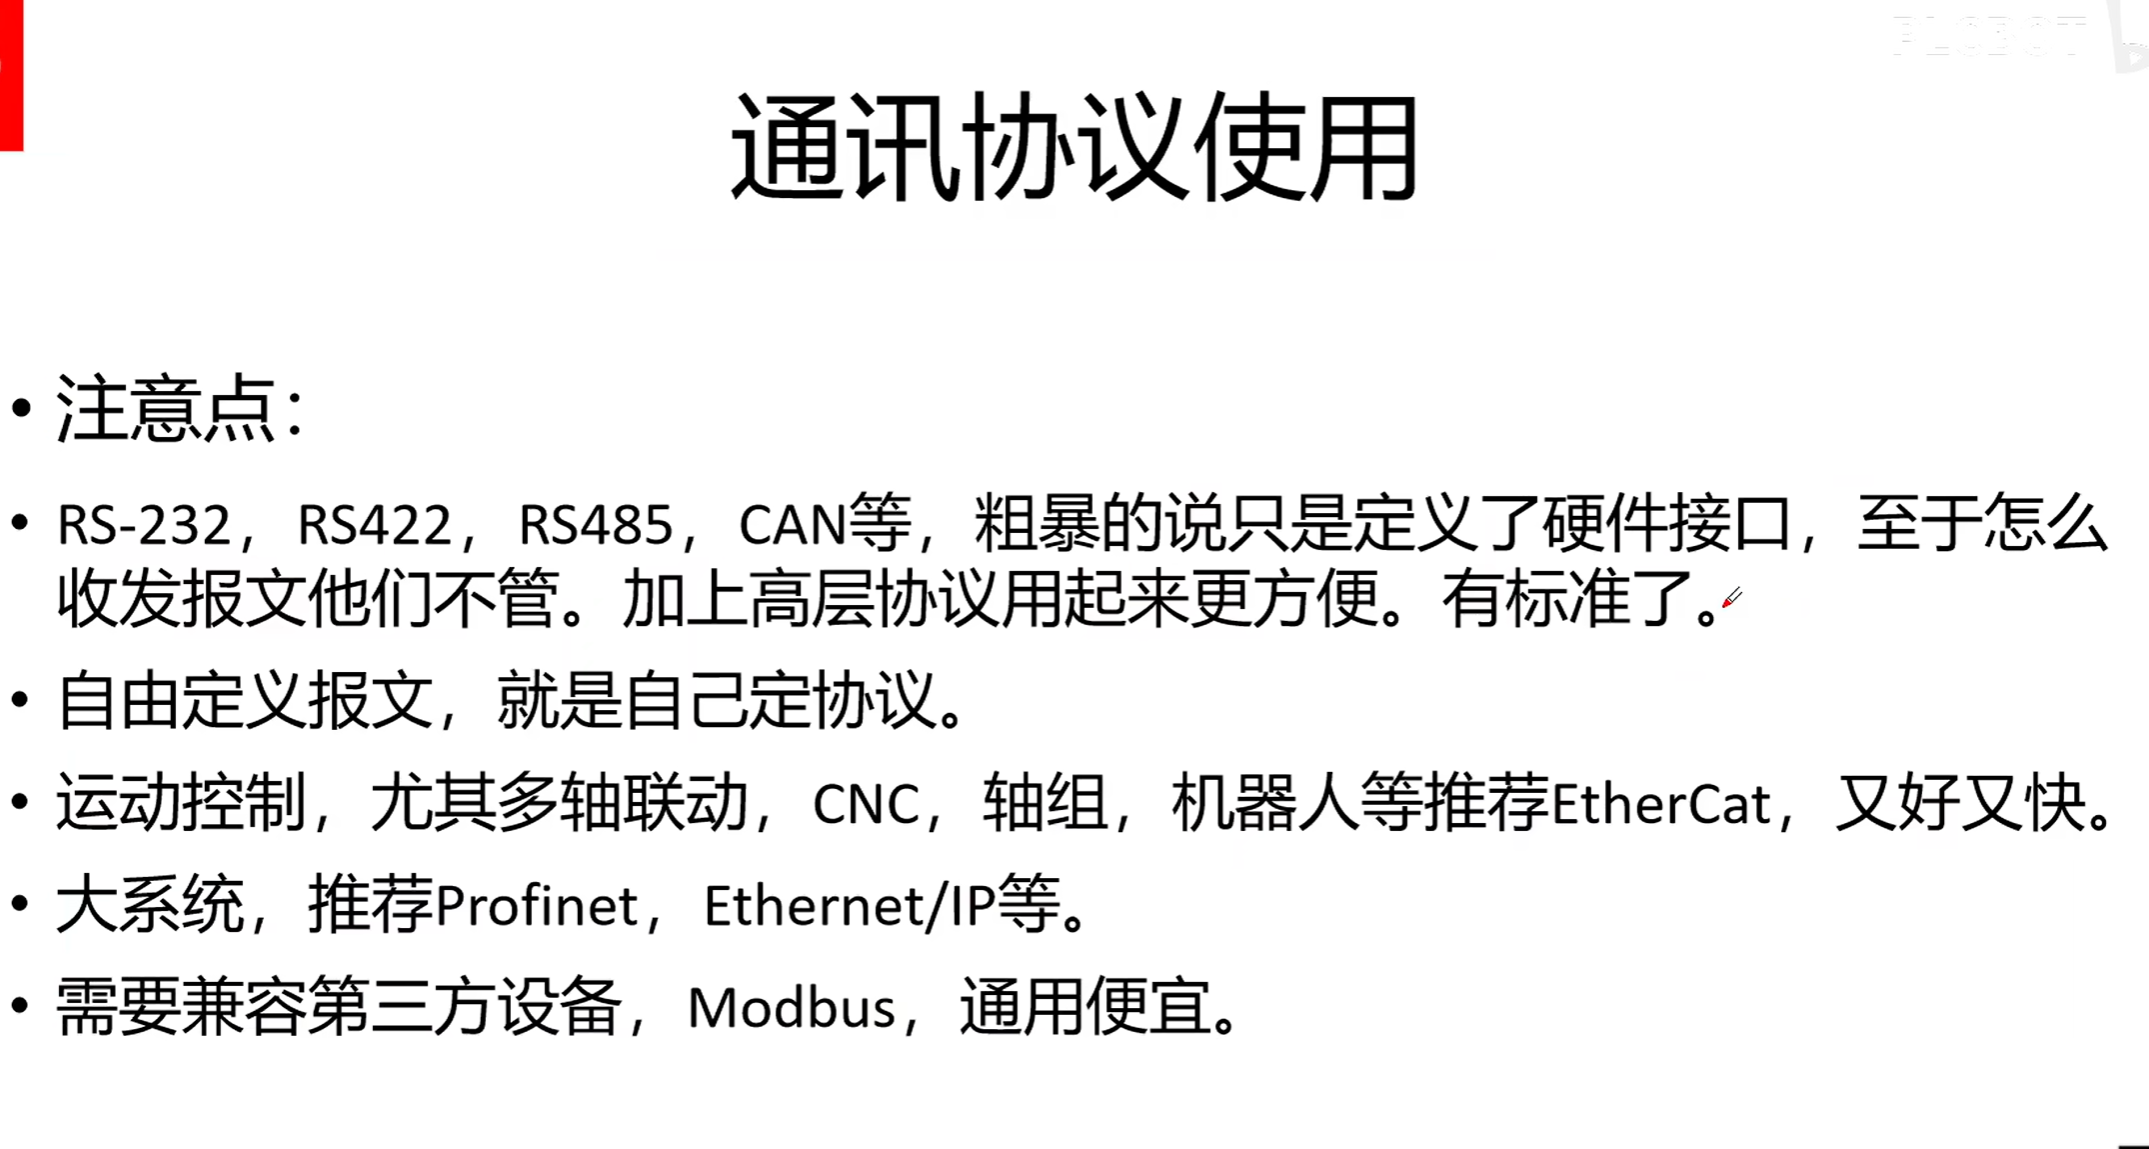 通讯协议使用
• 注意点：
• RS-232，RS422，RS485，CAN等，粗暴的说只是定义了硬件接口，至于怎么
收发报文他们不管。加上高层协议用起来更方便。有标准了。
• 自由定义报文，就是自己定协议。
• 运动控制，尤其多轴联动，CNC，轴组，机器人等推荐EtherCat，又好又快。
• 大系统，推荐Profinet，Ethernet/IP等。
• 需要兼容第三方设备，Modbus，通用便宜。